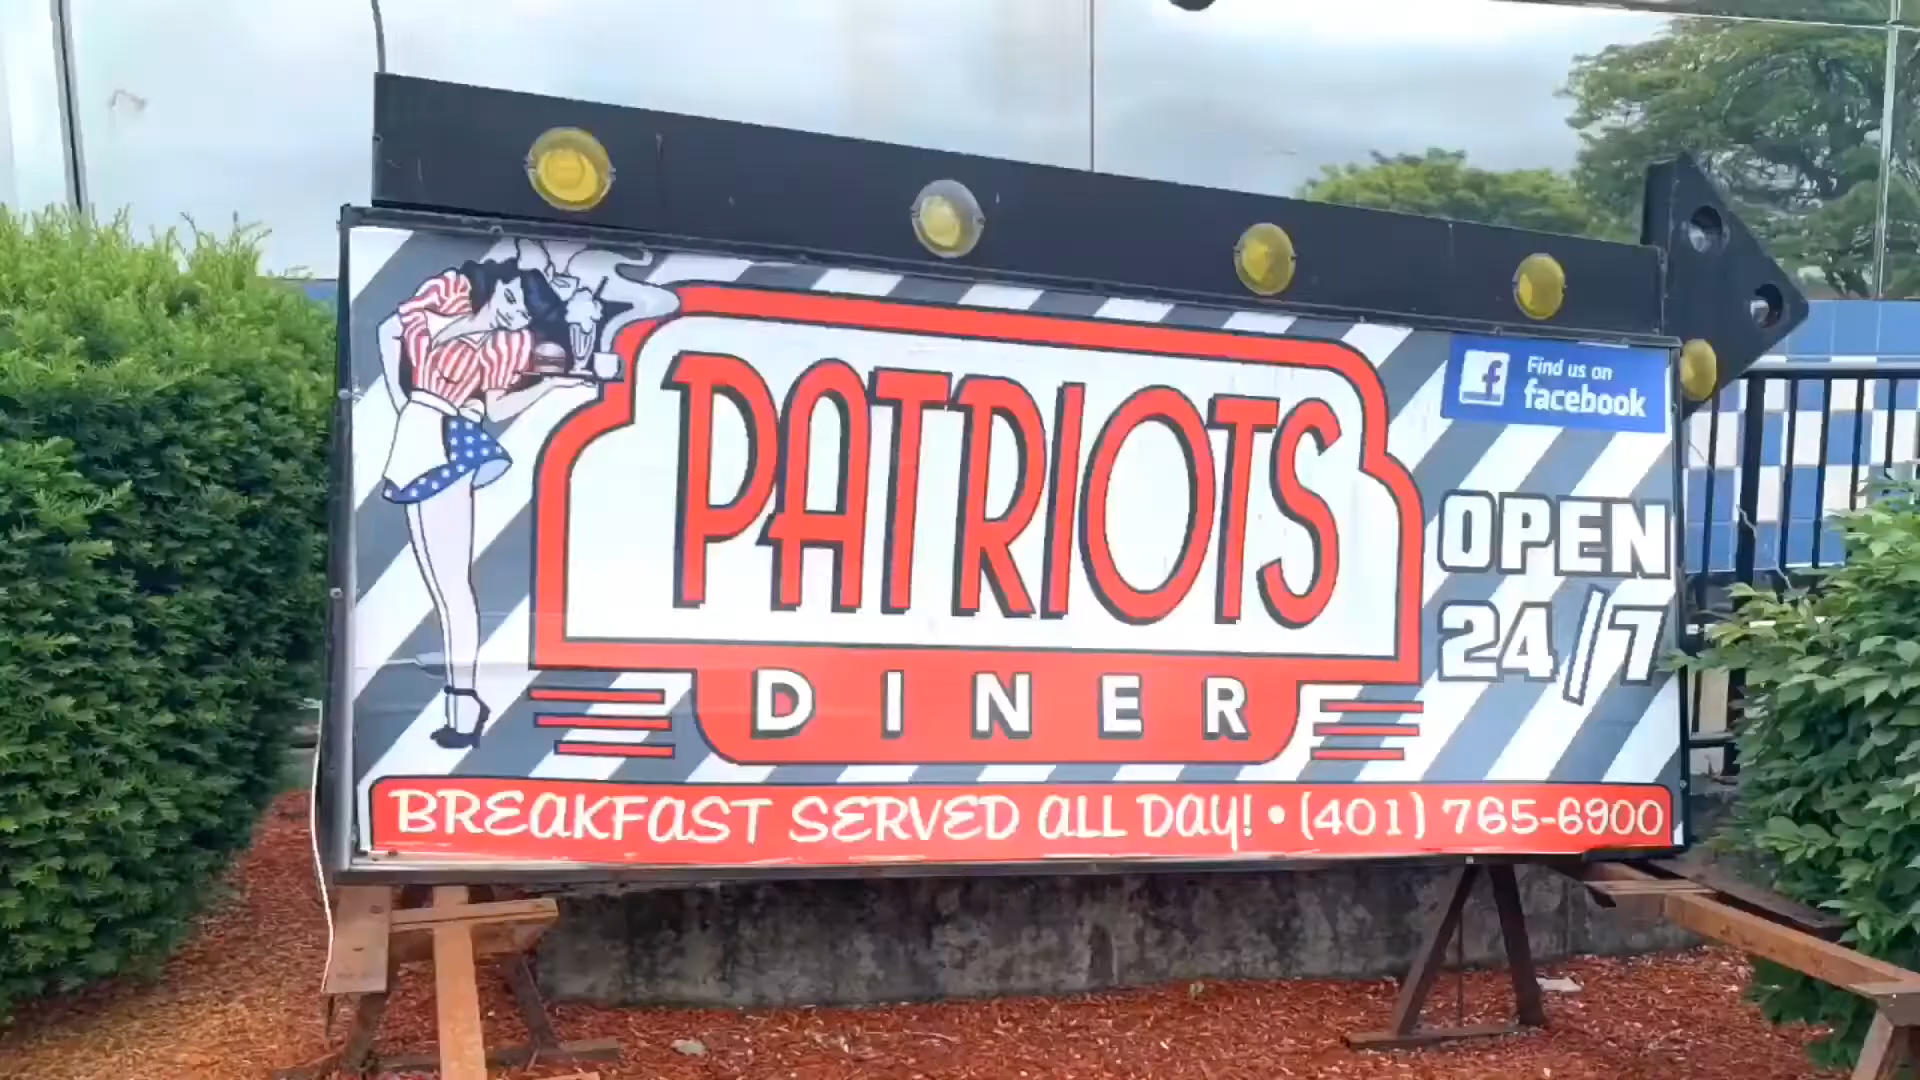 PATRIOTS
DINER
f Find us on
facebook
OPEN
24/7
BREAKFAST SERVED ALL DAY! • (401) 765-6900